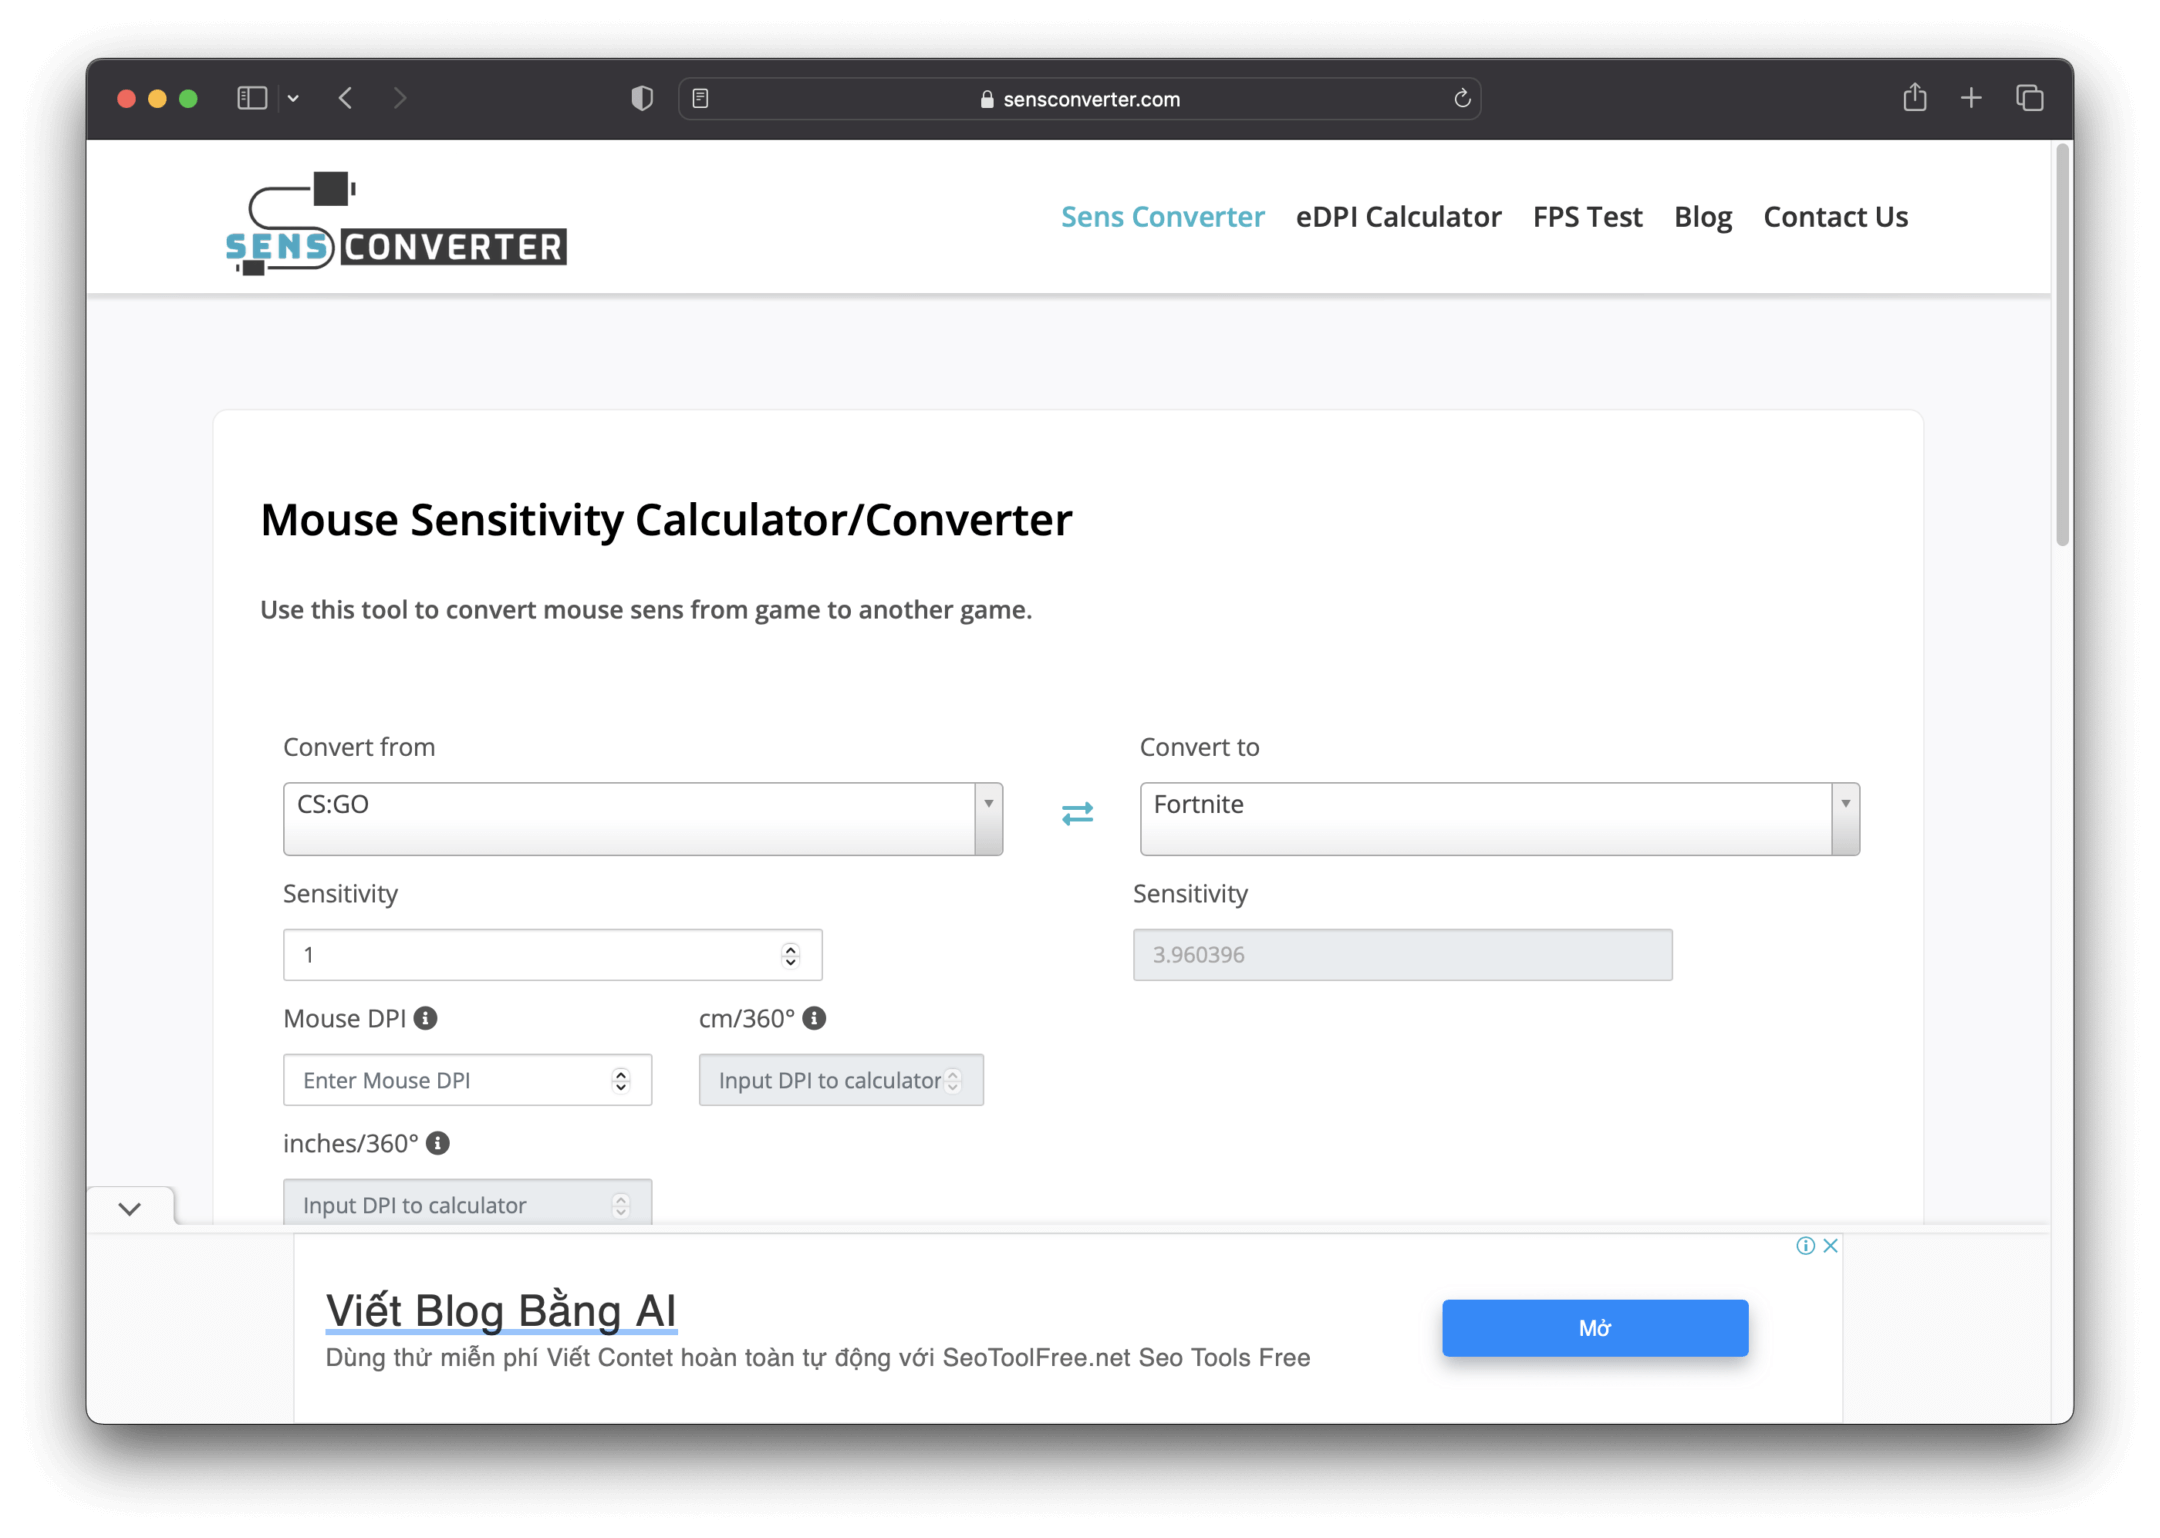 sensconverter.com
SENS CONVERTER
Sens Converter eDPI Calculator FPS Test Blog Contact Us
Mouse Sensitivity Calculator/Converter
Use this tool to convert mouse sens from game to another game.
Convert from
Convert to
CS:GO
Fortnite
Sensitivity
Sensitivity
1
3.960396
Mouse DPI
cm/360°
Enter Mouse DPI
Input DPI to calculator
inches/360°
Input DPI to calculator
Viết Blog Bằng AI
Dùng thử miễn phí Viết Contet hoàn toàn tự động với SeoToolFree.net Seo Tools Free
Mở